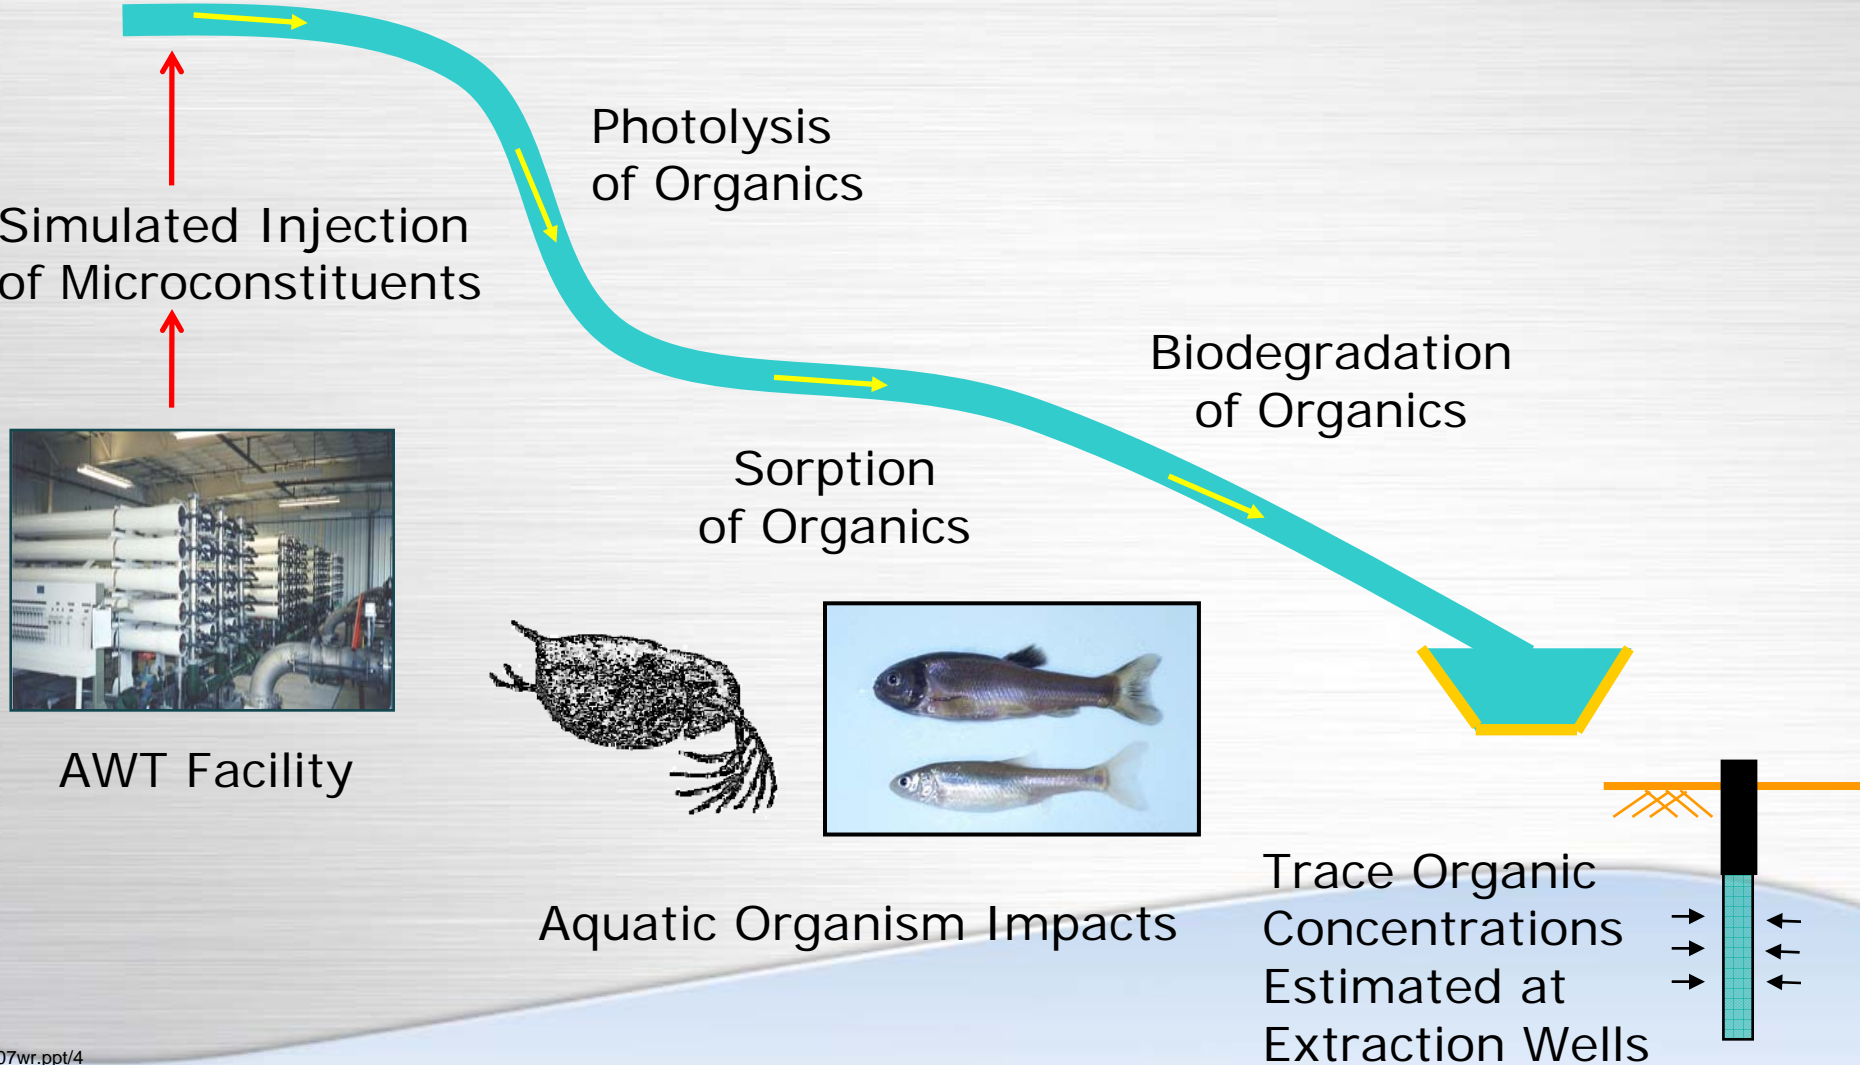 Photolysis
of Organics
Simulated Injection
of Microconstituents
Biodegradation
of Organics
Sorption
of Organics
AWT Facility
Aquatic Organism Impacts
Trace Organic
Concentrations
Estimated at
Extraction Wells
07wr.ppt/4